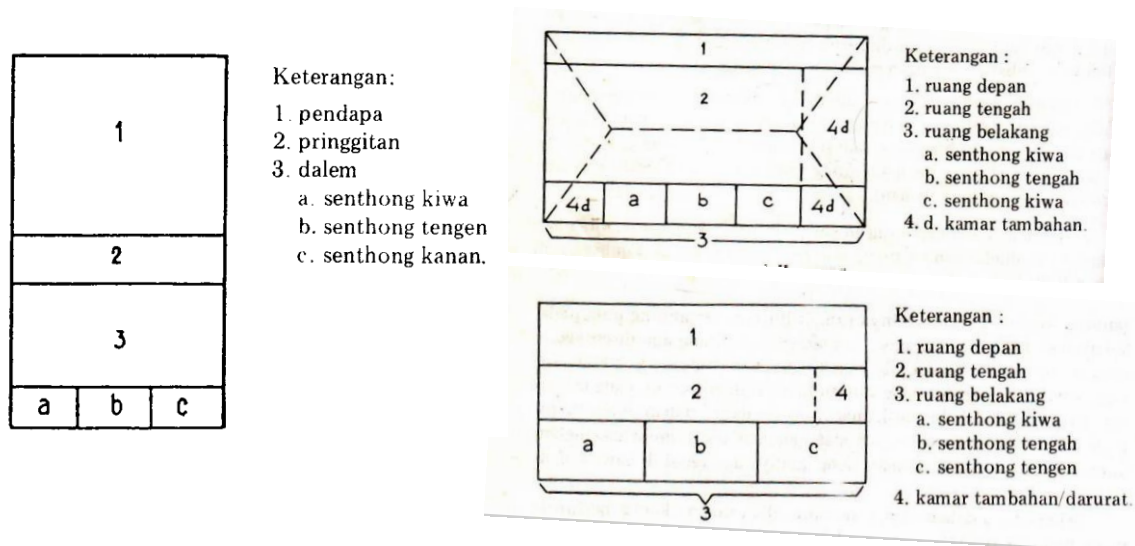 1
2
3
a b c
Keterangan:
1. pendapa
2. pringgitan
3. dalem
a. senthong kiwa
b. senthong tengen
c. senthong kanan.
1
2
4d
4d a b c 4d
3
Keterangan :
1. ruang depan
2. ruang tengah
3. ruang belakang
a. senthong kiwa
b. senthong tengah
c. senthong kiwa
4. d. kamar tambahan.
1
2 4
a b c
3
Keterangan :
1. ruang depan
2. ruang tengah
3. ruang belakang
a. senthong kiwa
b. senthong tengah
c. senthong tengen
4. kamar tambahan/darurat.